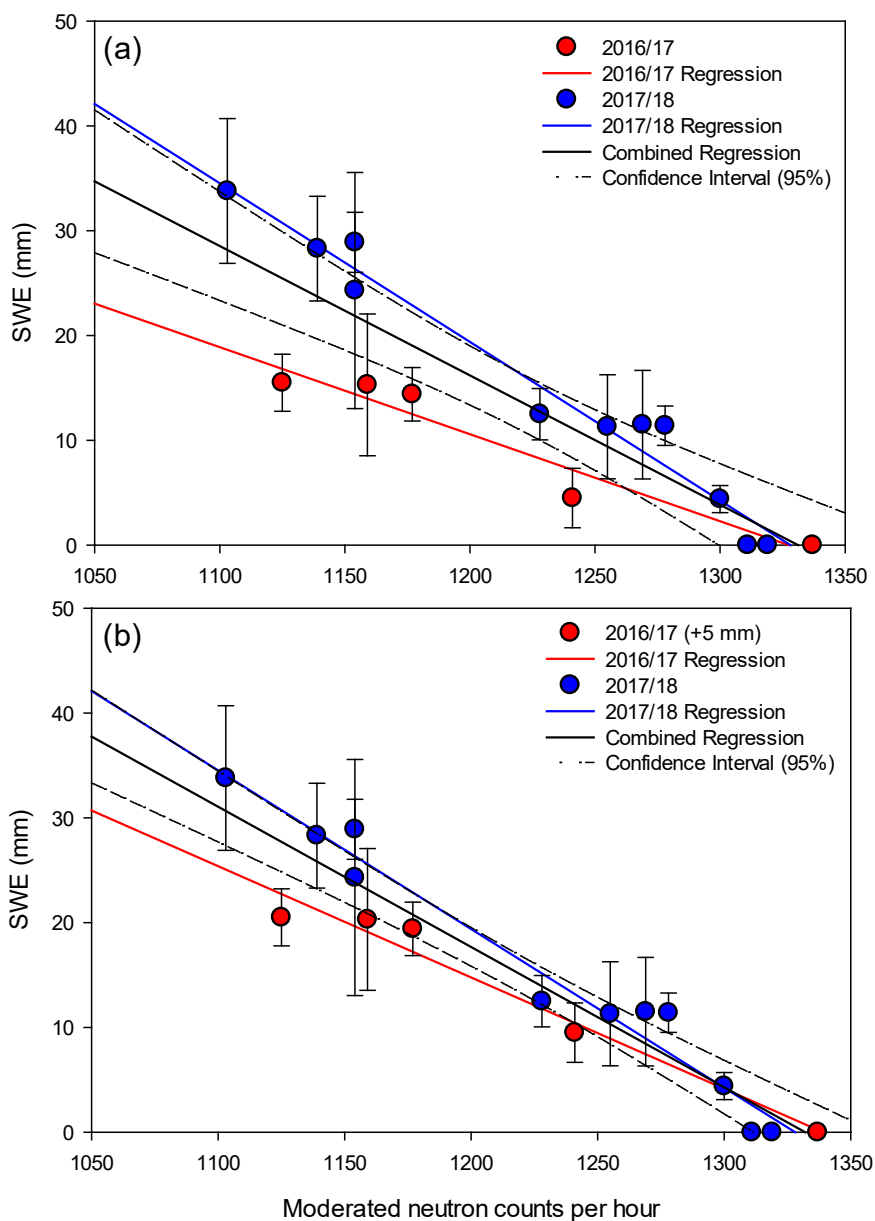 (a)
2016/17
2016/17 Regression
2017/18
2017/18 Regression
Combined Regression
Confidence Interval (95%)
SWE (mm)
50
40
30
20
10
0
1050 1100 1150 1200 1250 1300 1350
(b)
2016/17 (+5 mm)
2016/17 Regression
2017/18
2017/18 Regression
Combined Regression
Confidence Interval (95%)
SWE (mm)
50
40
30
20
10
0
1050 1100 1150 1200 1250 1300 1350
Moderated neutron counts per hour